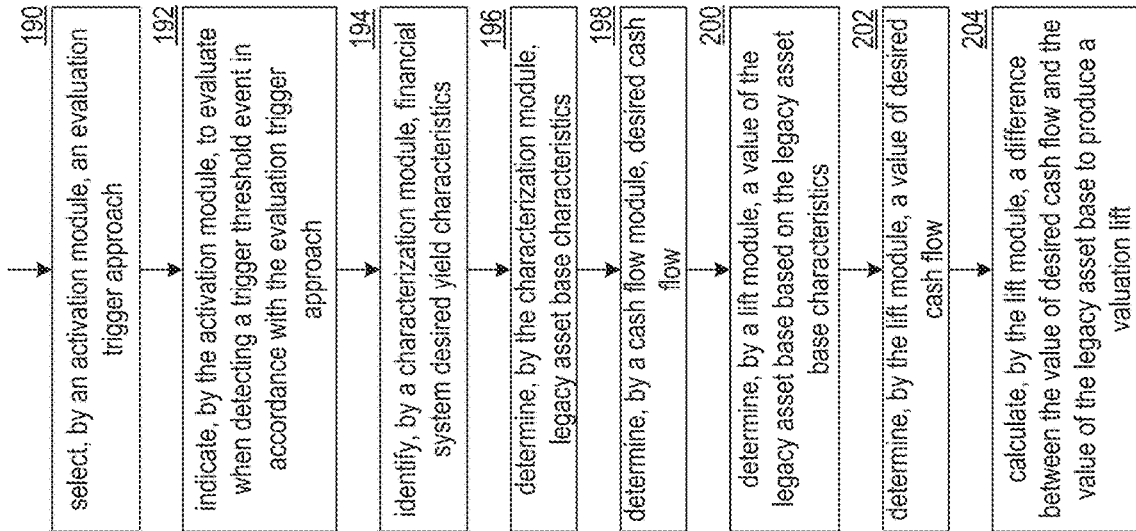 190
select, by an activation module, an evaluation
trigger approach
192
indicate, by the activation module, to evaluate
when detecting a trigger threshold event in
accordance with the evaluation trigger
approach
194
identify, by a characterization module, financial
system desired yield characteristics
196
determine, by the characterization module,
legacy asset base characteristics
198
determine, by a cash flow module, desired cash
flow
200
determine, by a lift module, a value of the
legacy asset base based on the legacy asset
base characteristics
202
determine, by the lift module, a value of desired
cash flow
204
calculate, by the lift module, a difference
between the value of desired cash flow and the
value of the legacy asset base to produce a
valuation lift